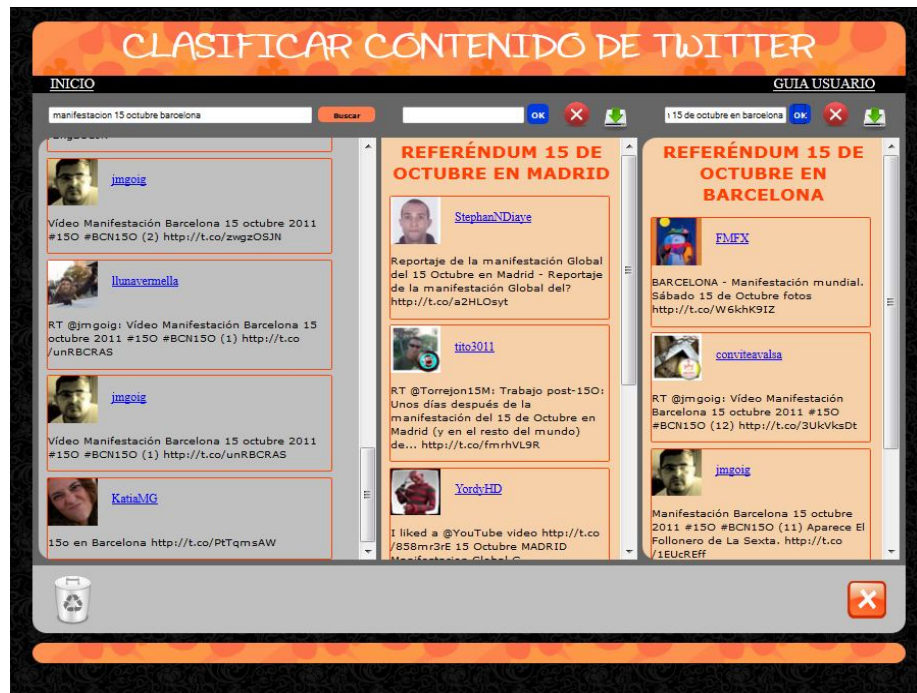 CLASIFICAR CONTENIDO DE TWITTER
INICIO
GUIA USUARIO
manifestacion 15 octubre barcelona
Buscar
OK
15 de octubre en barcelona
OK
jmgoig
Vídeo Manifestación Barcelona 15 octubre 2011
#15O #BCN15O (2) http://t.co/zwgzOSJN
llunavermella
RT @jmgoig: Vídeo Manifestación Barcelona 15
octubre 2011 #15O #BCN15O (1) http://t.co
/unRBCRAS
jmgoig
Vídeo Manifestación Barcelona 15 octubre 2011
#15O #BCN15O (1) http://t.co/unRBCRAS
KatiaMG
15o en Barcelona http://t.co/PtTqmsAW
REFERÉNDUM 15 DE
OCTUBRE EN MADRID
StephanNDiaye
Reportaje de la manifestación Global
del 15 Octubre en Madrid - Reportaje
de la manifestación Global del?
http://t.co/a2HLOsyt
tito3011
RT @Torrejon15M: Trabajo post-15O:
Unos días después de la
manifestación del 15 de Octubre en
Madrid (y en el resto del mundo)
de... http://t.co/fmrhVL9R
YordyHD
I liked a @YouTube video http://t.co
/858mr3rE 15 Octubre MADRID
Manifestacion Global C
REFERÉNDUM 15 DE
OCTUBRE EN
BARCELONA
FMFX
BARCELONA - Manifestación mundial.
Sábado 15 de Octubre fotos
http://t.co/W6khK9IZ
conviteavalsa
RT @jmgoig: Vídeo Manifestación
Barcelona 15 octubre 2011 #15O
#BCN15O (12) http://t.co/3UkVksDt
jmgoig
Manifestación Barcelona 15 octubre
2011 #15O #BCN15O (11) Aparece El
Follonero de La Sexta. http://t.co
/1EUcREff